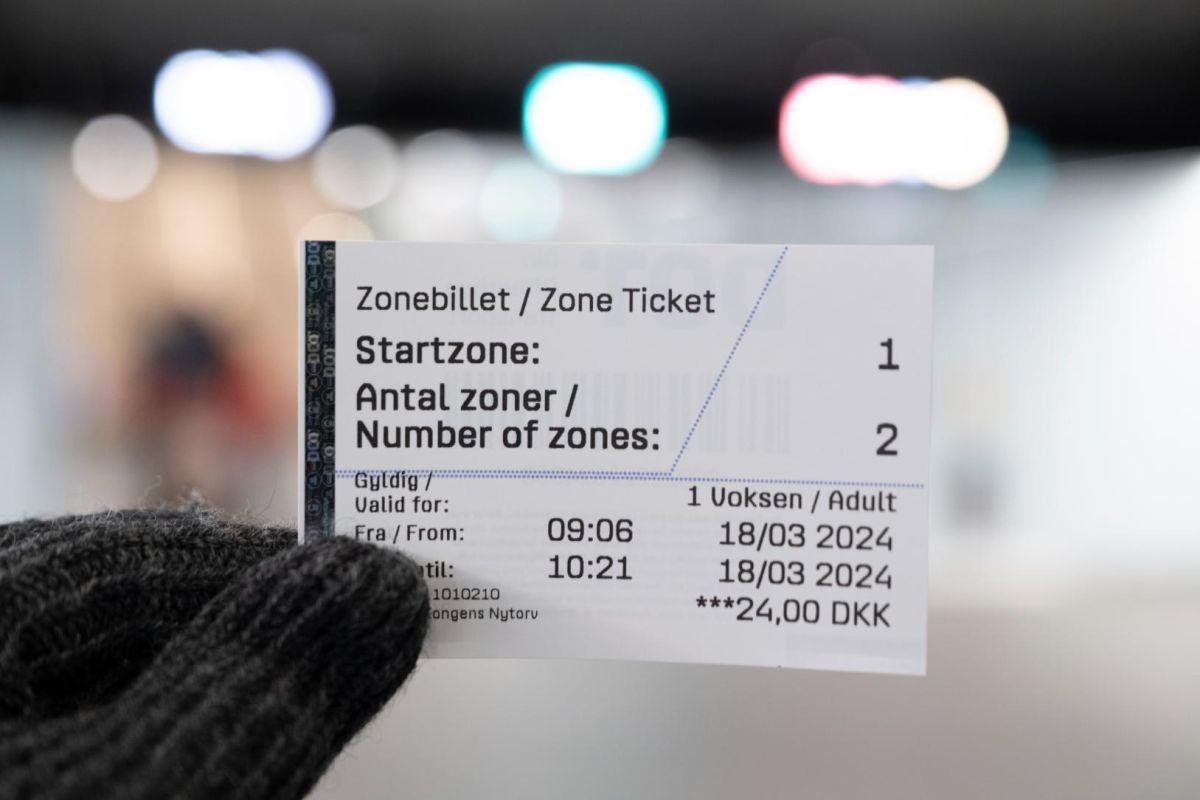 Zonebillet / Zone Ticket
Startzone: 1
Antal zoner /
Number of zones: 2
Gyldig /
Valid for: 1 Voksen / Adult
Fra / From: 09:06 18/03 2024
til: 10:21 18/03 2024
1010210 ***24,00 DKK
Kongens Nytorv